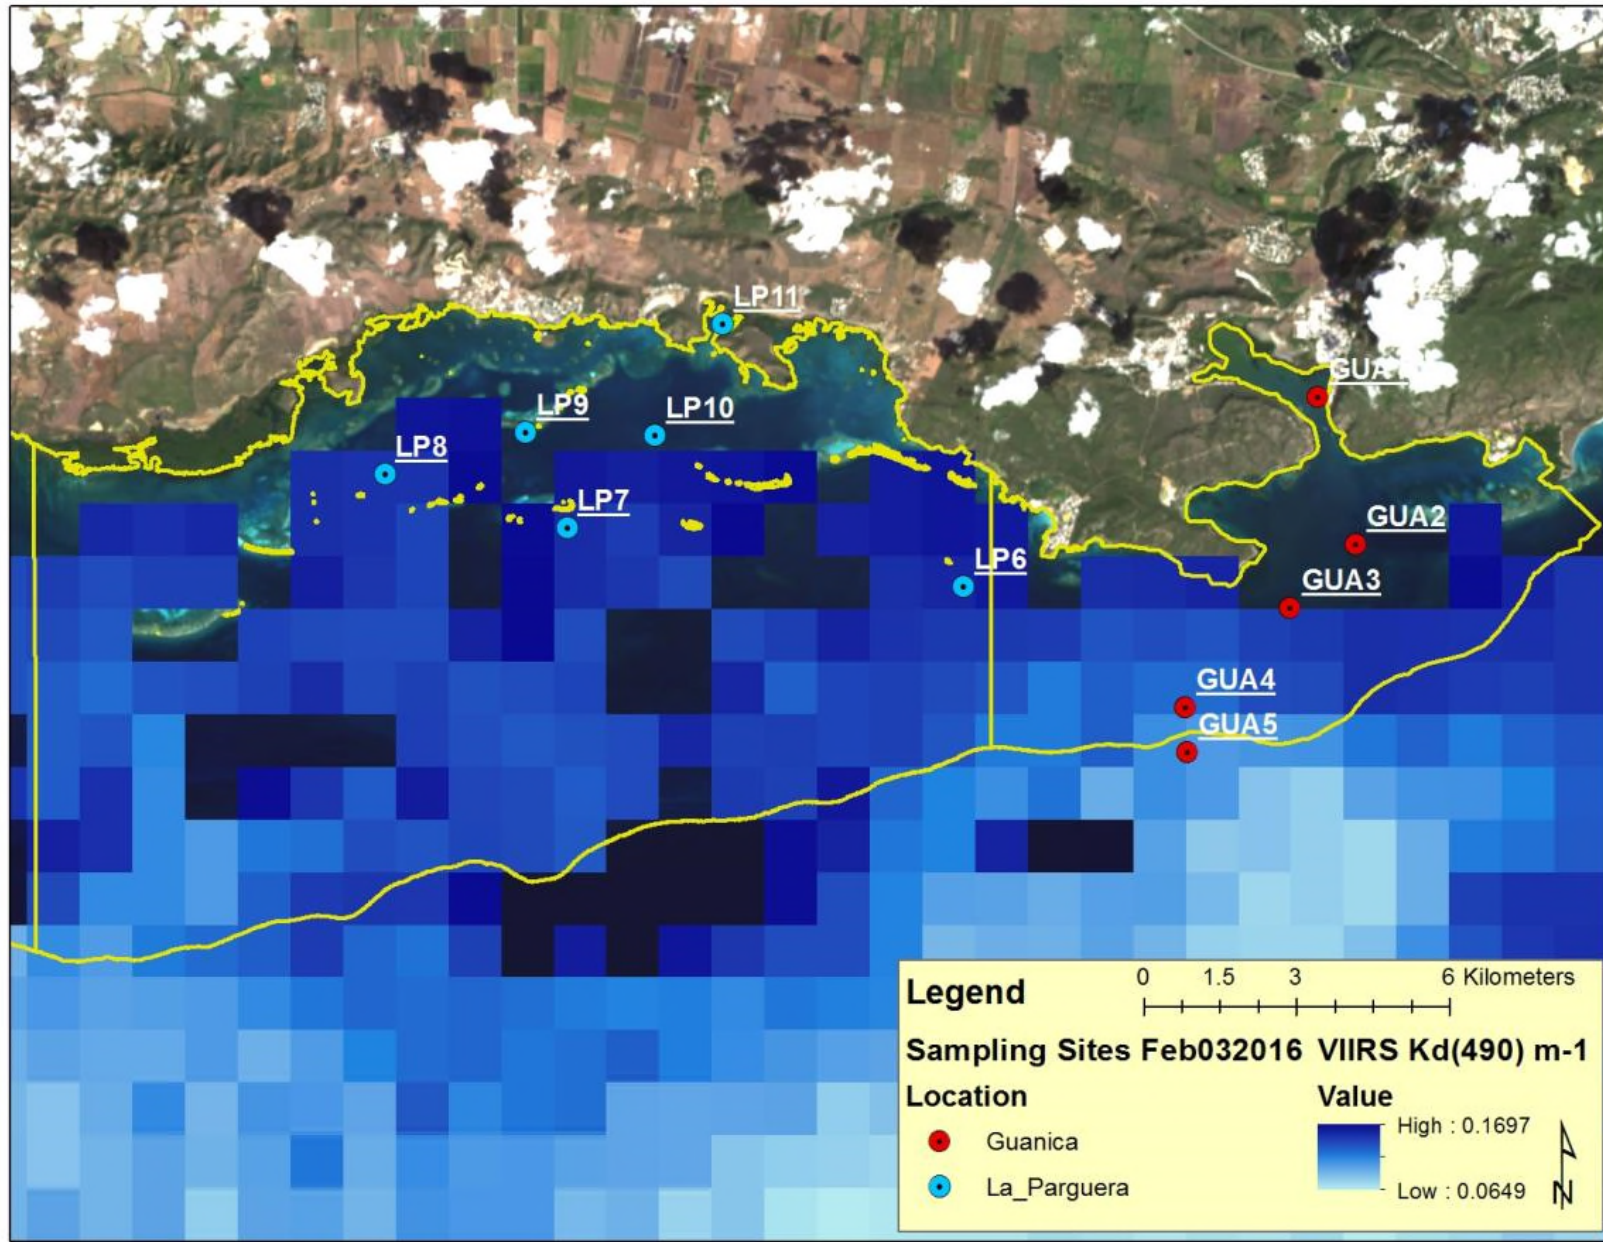 LP11
GUA
LP9
LP10
LP8
LP7
GUA2
LP6
GUA3
GUA4
GUA5
Legend
0 1.5 3 6 Kilometers
Sampling Sites Feb032016 VIIRS Kd(490) m-1
Location Value
Guanica
La_Parguera
High : 0.1697
Low : 0.0649
N